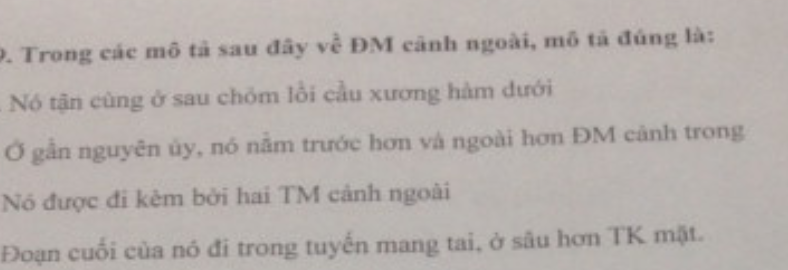 9. Trong các mô tả sau đây về ĐM cảnh ngoài, mô tả đúng là:
Nó tận cùng ở sau chỏm lồi cầu xương hàm dưới
Ở gần nguyên ủy, nó nằm trước hơn và ngoài hơn ĐM cảnh trong
Nó được đi kèm bởi hai TM cảnh ngoài
Đoạn cuối của nó đi trong tuyến mang tai, ở sâu hơn TK mặt.